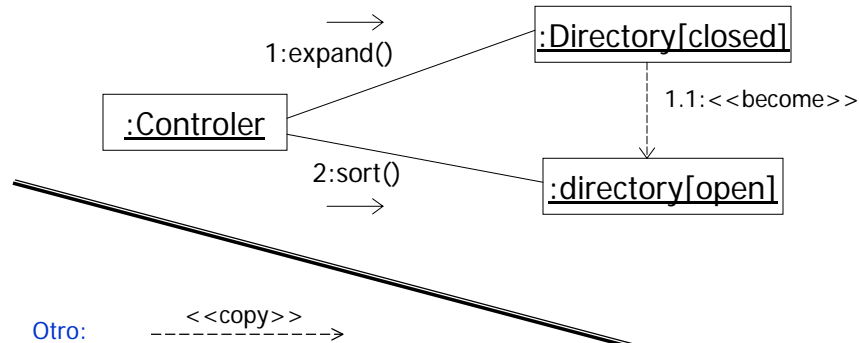 :Directory[closed]
1:expand()
1.1:<<become>>
:Controler
2:sort()
:directory[open]
<<copy>>
Otro: